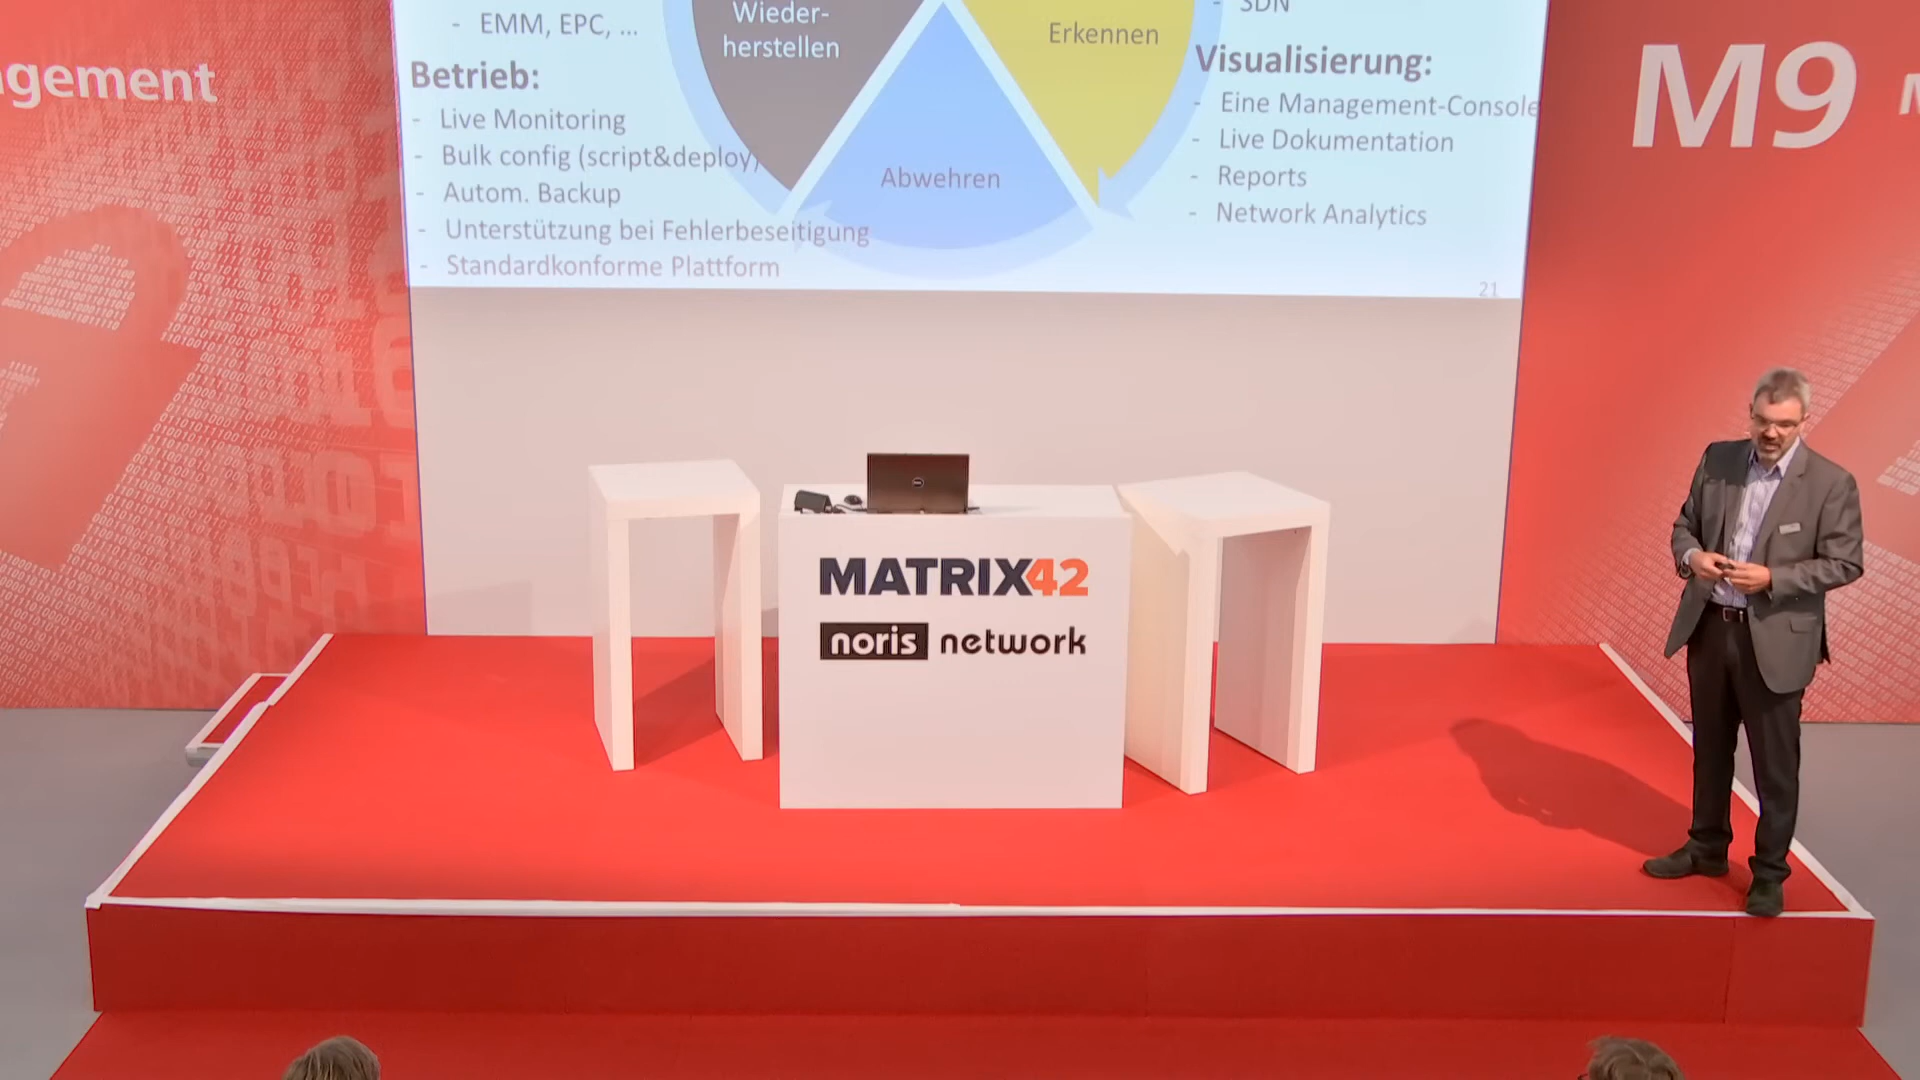 gement
- EMM, EPC, ...
Betrieb:
- Live Monitoring
- Bulk config (script&deploy)
- Autom. Backup
- Unterstützung bei Fehlerbeseitigung
- Standardkonforme Plattform
Wieder-
herstellen
Abwehren
Erkennen
- SDN
Visualisierung:
- Eine Management-Console
- Live Dokumentation
- Reports
- Network Analytics
21
M9
MATRIX42
noris network